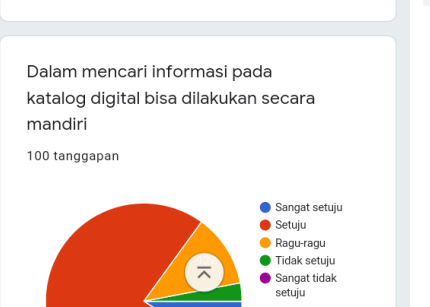 Dalam mencari informasi pada
katalog digital bisa dilakukan secara
mandiri
100 tanggapan
Sangat setuju
Setuju
Ragu-ragu
Tidak setuju
Sangat tidak
setuju